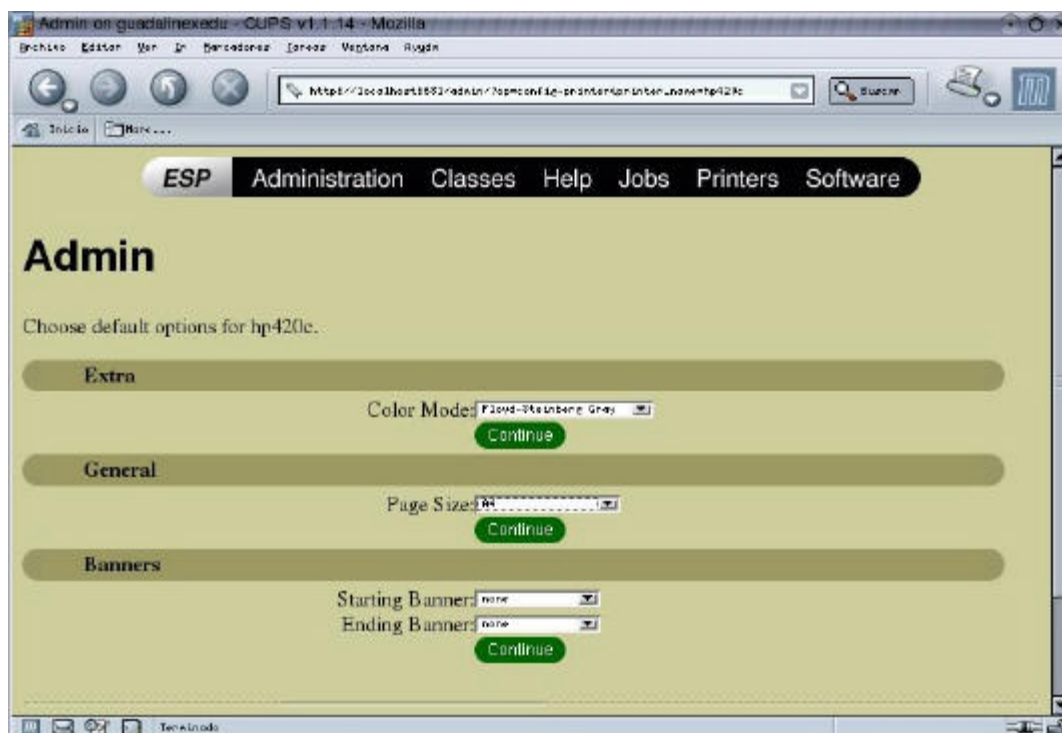 Admin on guadalinexedu - CUPS v1.1.14 - Mozilla
Archivo Editar Ver Ir Marcadores Tareas Ventana Ayuda
Buscar
Inicio
ESP Administration Classes Help Jobs Printers Software
Admin
Choose default options for hp420c.
Extra
Color Mode: Floyd-Steinberg Gray
Continue
General
Page Size: A4
Continue
Banners
Starting Banner: none
Ending Banner: none
Continue
Terminado